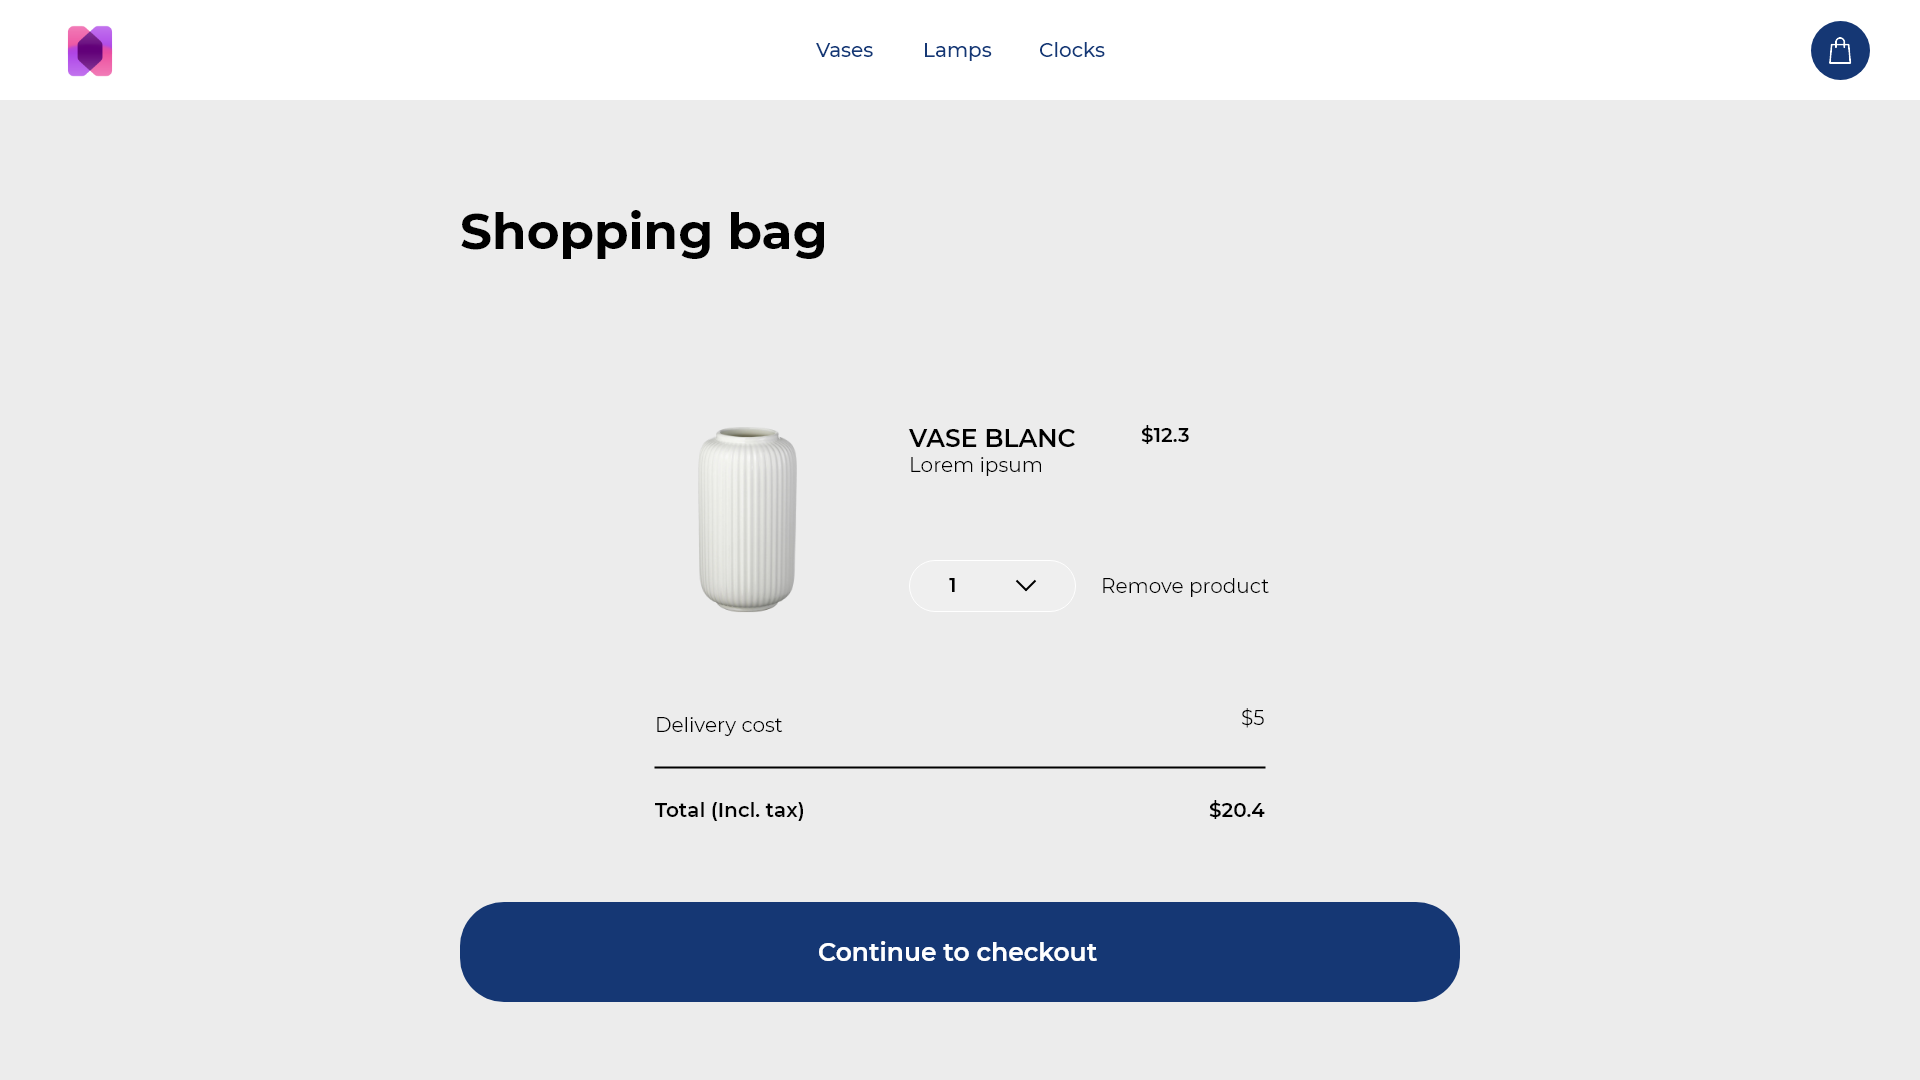 Vases Lamps Clocks
Shopping bag
VASE BLANC $12.3
Lorem ipsum
1 Remove product
Delivery cost $5
Total (Incl. tax) $20.4
Continue to checkout